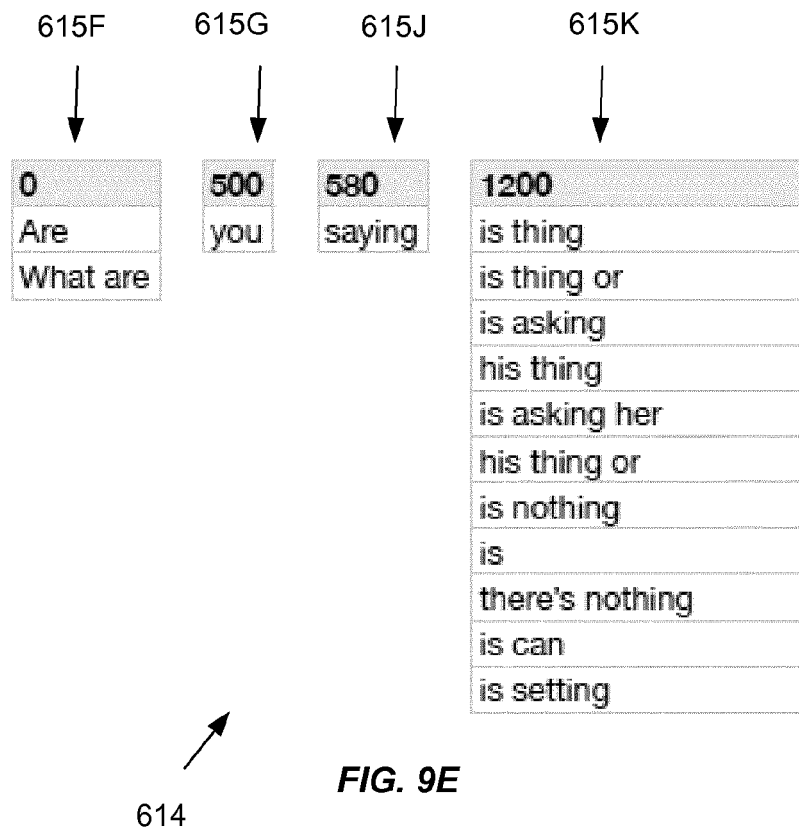 615F 615G 615J 615K
0 500 580 1200
Are you saying is thing
What are is thing or
is asking
his thing
is asking her
his thing or
is nothing
is
there's nothing
is can
is setting
FIG. 9E
614